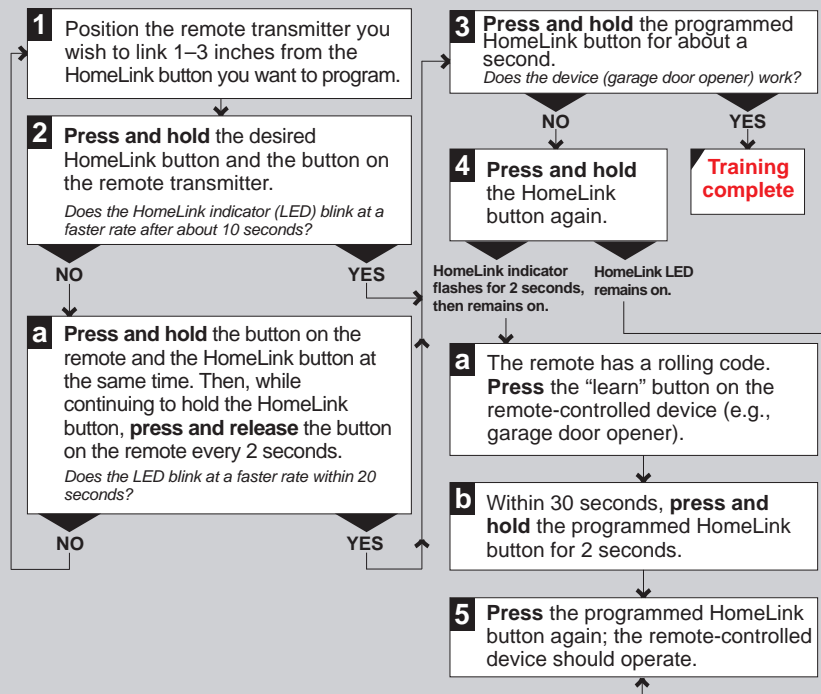 1 Position the remote transmitter you
wish to link 1–3 inches from the
HomeLink button you want to program.
2 Press and hold the desired
HomeLink button and the button on
the remote transmitter.
Does the HomeLink indicator (LED) blink at a
faster rate after about 10 seconds?
NO
YES
a Press and hold the button on the
remote and the HomeLink button at
the same time. Then, while
continuing to hold the HomeLink
button, press and release the button
on the remote every 2 seconds.
Does the LED blink at a faster rate within 20
seconds?
NO
YES
3 Press and hold the programmed
HomeLink button for about a
second.
Does the device (garage door opener) work?
NO
YES
4 Press and hold
the HomeLink
button again.
Training
complete
HomeLink indicator
flashes for 2 seconds,
then remains on.
HomeLink LED
remains on.
a The remote has a rolling code.
Press the “learn” button on the
remote-controlled device (e.g.,
garage door opener).
b Within 30 seconds, press and
hold the programmed HomeLink
button for 2 seconds.
5 Press the programmed HomeLink
button again; the remote-controlled
device should operate.